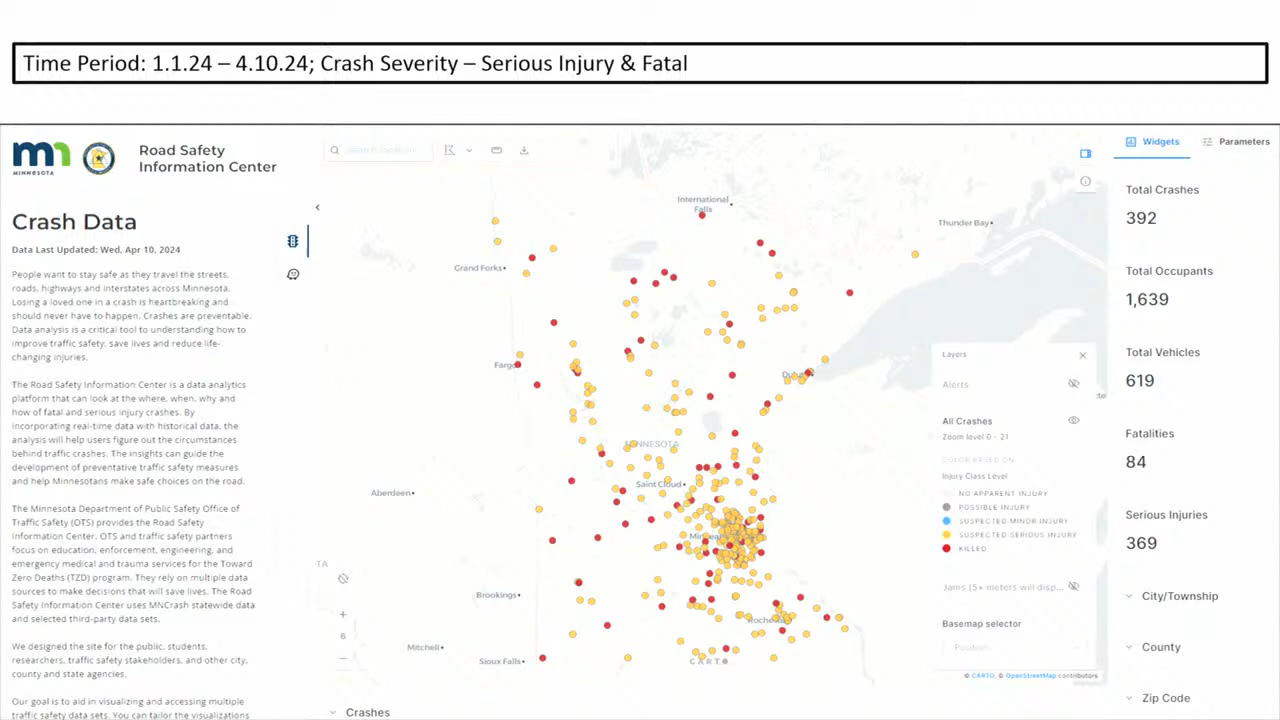 Time Period: 1.1.24 – 4.10.24; Crash Severity – Serious Injury & Fatal
MINNESOTA
Road Safety
Information Center
Crash Data
Data Last Updated: Wed, Apr 10, 2024
People want to stay safe as they travel the streets,
roads, highways and interstates across Minnesota.
Losing a loved one in a crash is heartbreaking and
should never have to happen. Crashes are preventable.
Data analysis is a critical tool to understanding how to
improve traffic safety, save lives and reduce life-
changing injuries.
The Road Safety Information Center is a data analytics
platform that can look at the where, when, why and
how of fatal and serious injury crashes. By
incorporating real-time data with historical data, the
analysis will help users figure out the circumstances
behind traffic crashes. The insights can guide the
development of preventative traffic safety measures
and help Minnesotans make safe choices on the road.
The Minnesota Department of Public Safety Office of
Traffic Safety (OTS) provides the Road Safety
Information Center. OTS and traffic safety partners
focus on education, enforcement, engineering, and
emergency medical and trauma services for the Toward
Zero Deaths (TZD) program. They rely on multiple data
sources to make decisions that will save lives. The Road
Safety Information Center uses MNCrash statewide data
and selected third-party data sets.
We designed the site for the public, students,
researchers, traffic safety stakeholders, and other city,
county and state agencies.
Our goal is to aid in visualizing and accessing multiple
traffic safety data sets. You can tailor the visualizations
International
Falls
Thunder Bay
Grand Forks
Fargo
MINNESOTA
Saint Cloud
Aberdeen
TA
Brookings
Mitchell
Sioux Falls
CARTO
+
6
−
Crashes
Layers
Alerts
All Crashes
Zoom level 0 - 21
COLOR BASED ON
Injury Class Level
NO APPARENT INJURY
POSSIBLE INJURY
SUSPECTED MINOR INJURY
SUSPECTED SERIOUS INJURY
KILLED
Jams (5+ meters will disp...
Basemap selector
Positron
© CARTO, © OpenStreetMap contributors
Widgets
Parameters
Total Crashes
392
Total Occupants
1,639
Total Vehicles
619
Fatalities
84
Serious Injuries
369
City/Township
County
Zip Code